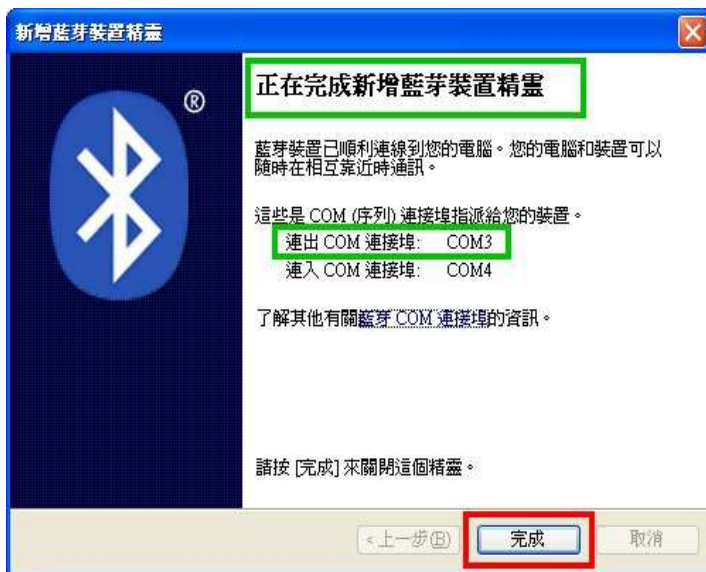 新增藍芽裝置精靈
®
正在完成新增藍芽裝置精靈
藍芽裝置已順利連線到您的電腦。您的電腦和裝置可以
隨時在相互靠近時通訊。
這些是 COM (序列) 連接埠指派給您的裝置。
連出 COM 連接埠: COM3
連入 COM 連接埠: COM4
了解其他有關藍芽 COM 連接埠的資訊。
請按 [完成] 來關閉這個精靈。
<上一步(B) 完成 取消